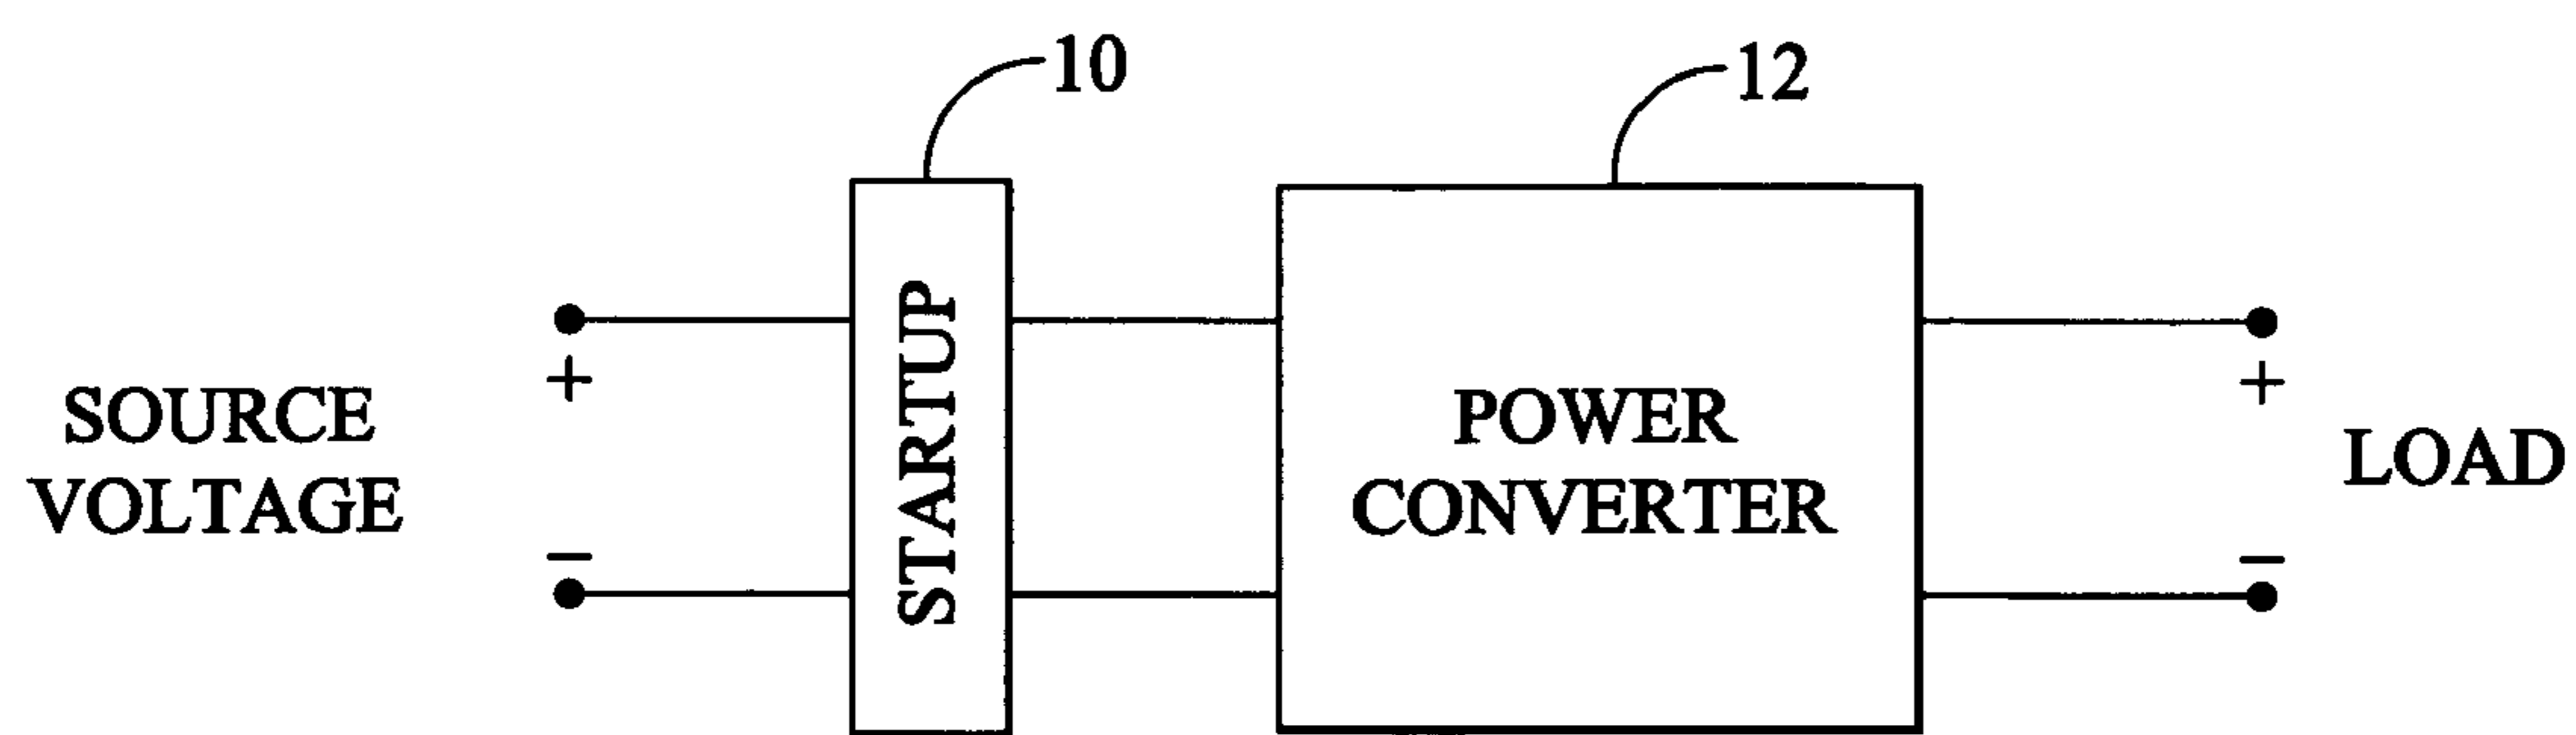 10
12
SOURCE
VOLTAGE
+
−
STARTUP
POWER
CONVERTER
+
−
LOAD